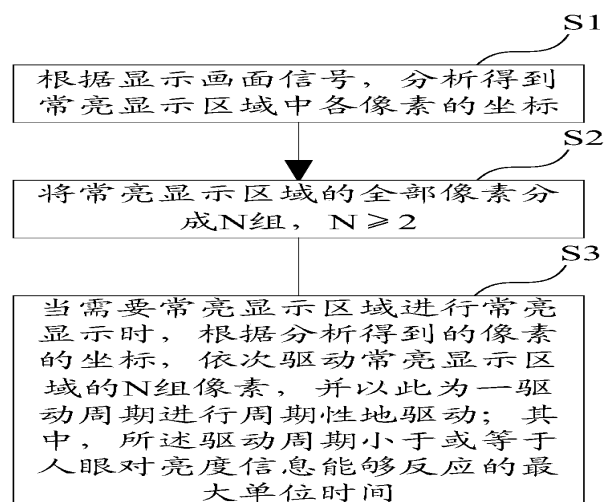 S1
根据显示画面信号，分析得到
常亮显示区域中各像素的坐标
S2
将常亮显示区域的全部像素分
成N组，N≥2
S3
当需要常亮显示区域进行常亮
显示时，根据分析得到的像素
的坐标，依次驱动常亮显示区
域的N组像素，并以此为一驱
动周期进行周期性地驱动；其
中，所述驱动周期小于或等于
人眼对亮度信息能够反应的最
大单位时间